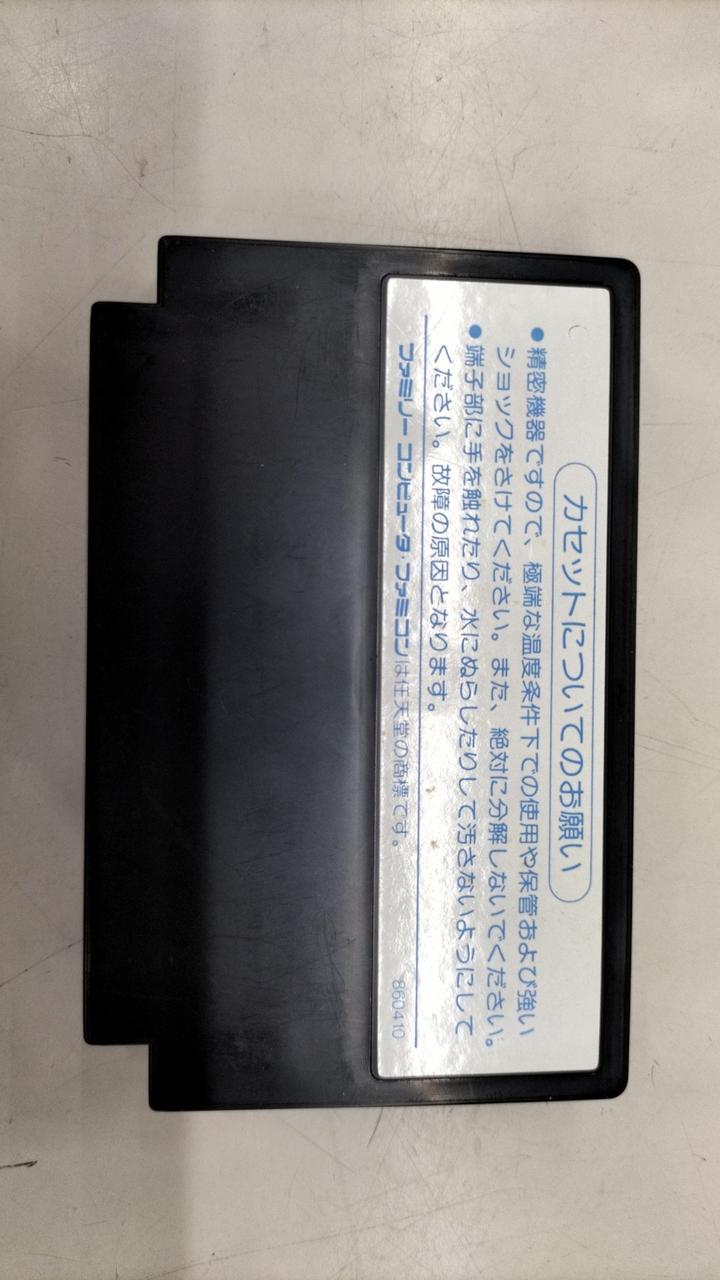 カセットについてのお願い
●精密機器ですので、極端な温度条件下での使用や保管および強い
ショックをさけてください。また、絶対に分解しないでください。
●端子部に手を触れたり、水にぬらしたりして汚さないようにして
ください。故障の原因となります。
ファミリー コンピュータ・ファミコンは任天堂の商標です。
860410